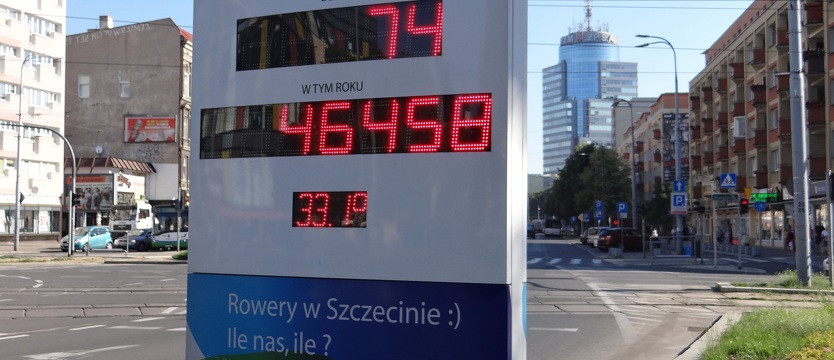 74
W TYM ROKU
46458
33.1°
Rowery w Szczecinie :)
Ile nas, ile ?